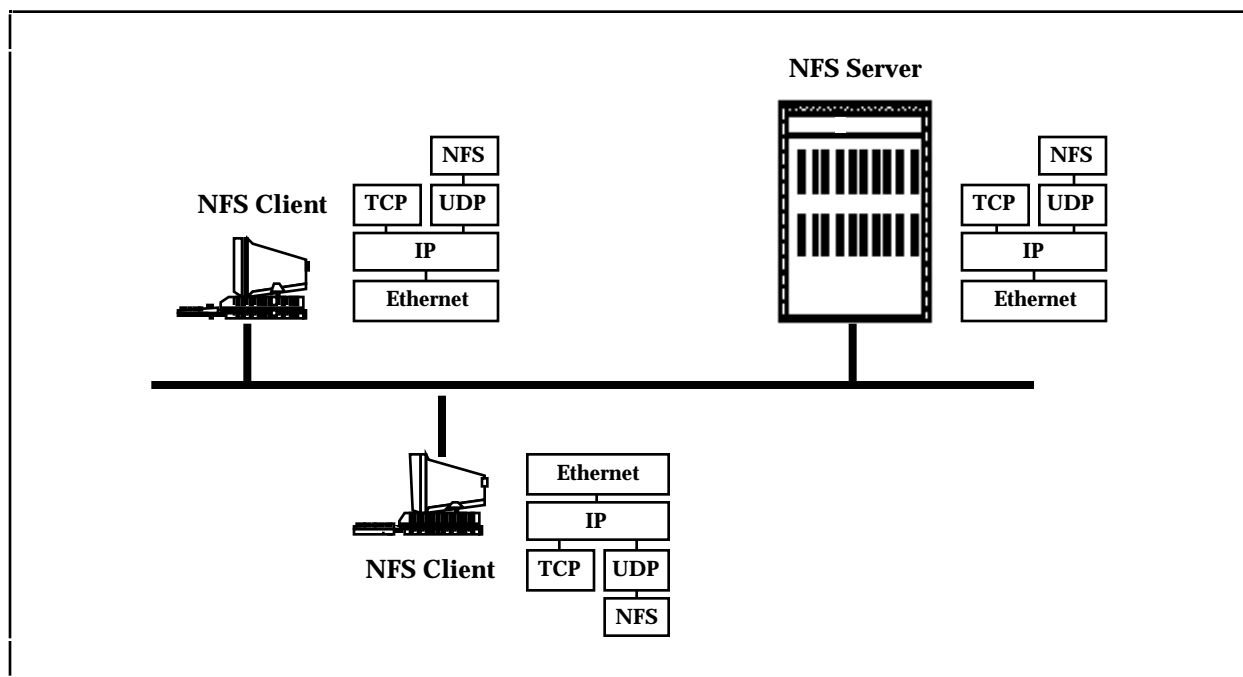 NFS Server
NFS
NFS
NFS Client
TCP
UDP
TCP
UDP
IP
IP
Ethernet
Ethernet
Ethernet
IP
NFS Client
TCP
UDP
NFS